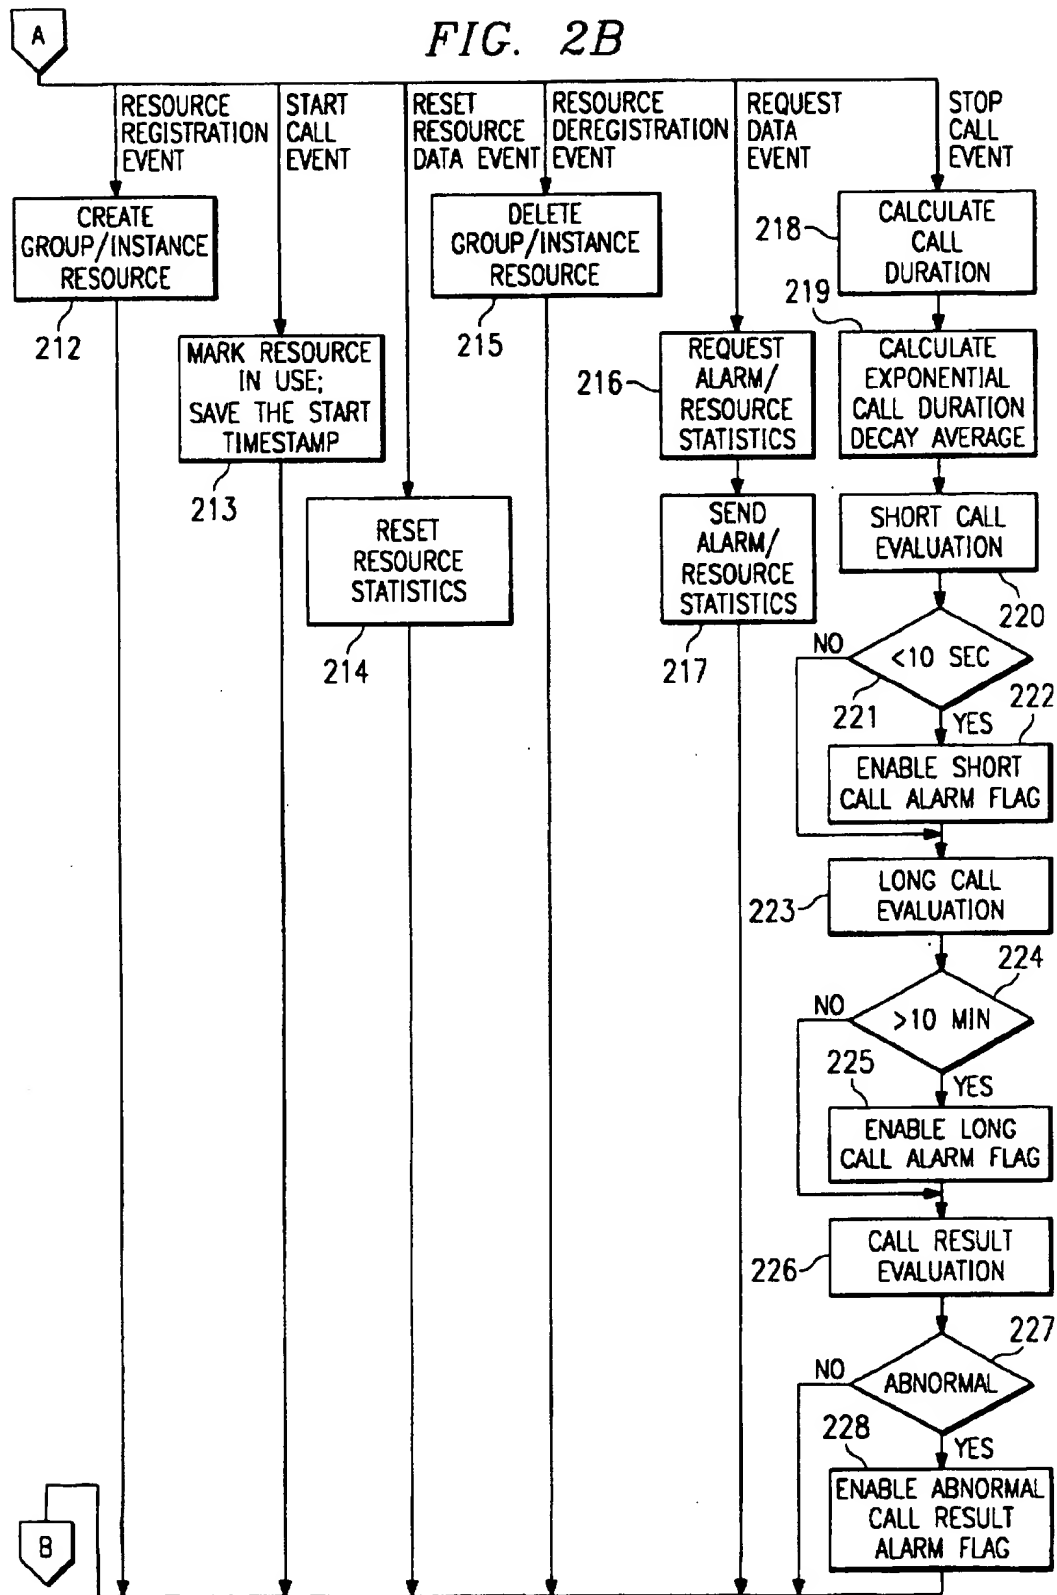 A
FIG. 2B
RESOURCE
REGISTRATION
EVENT
START
CALL
EVENT
RESET
RESOURCE
DATA EVENT
RESOURCE
DEREGISTRATION
EVENT
REQUEST
DATA
EVENT
STOP
CALL
EVENT
CREATE
GROUP/INSTANCE
RESOURCE
212
MARK RESOURCE
IN USE;
SAVE THE START
TIMESTAMP
213
RESET
RESOURCE
STATISTICS
214
DELETE
GROUP/INSTANCE
RESOURCE
215
216
REQUEST
ALARM/
RESOURCE
STATISTICS
SEND
ALARM/
RESOURCE
STATISTICS
217
218
CALCULATE
CALL
DURATION
219
CALCULATE
EXPONENTIAL
CALL DURATION
DECAY AVERAGE
SHORT CALL
EVALUATION
220
NO
<10 SEC
221
YES
222
ENABLE SHORT
CALL ALARM FLAG
223
LONG CALL
EVALUATION
224
NO
>10 MIN
225
YES
ENABLE LONG
CALL ALARM FLAG
226
CALL RESULT
EVALUATION
227
NO
ABNORMAL
228
YES
ENABLE ABNORMAL
CALL RESULT
ALARM FLAG
B